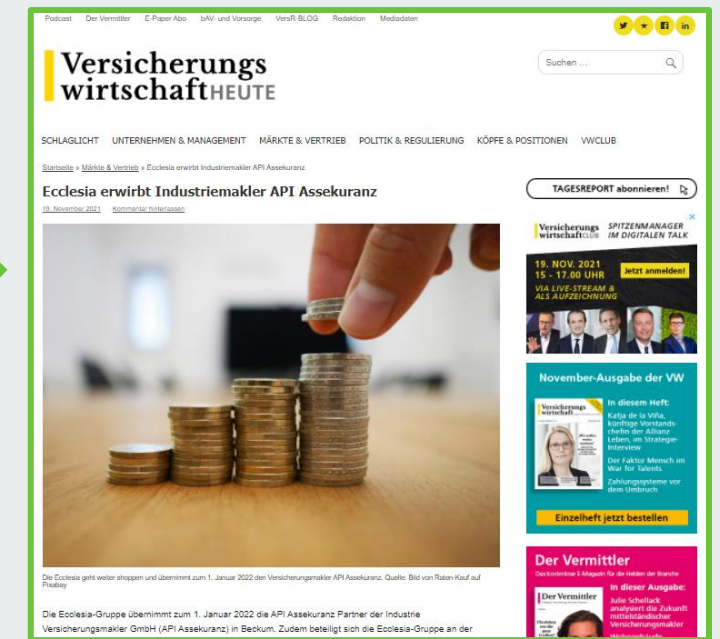 Podcast Der Vermittler E-Paper Abo bAV- und Vorsorge VersR-BLOG Redaktion Mediadaten
Versicherungs
wirtschaftHEUTE
Suchen ...
SCHLAGLICHT UNTERNEHMEN & MANAGEMENT MÄRKTE & VERTRIEB POLITIK & REGULIERUNG KÖPFE & POSITIONEN VWCLUB
Startseite » Märkte & Vertrieb » Ecclesia erwirbt Industriemakler API Assekuranz
Ecclesia erwirbt Industriemakler API Assekuranz
19. November 2021 Kommentar hinterlassen
Die Ecclesia geht weiter shoppen und übernimmt zum 1. Januar 2022 den Versicherungsmakler API Assekuranz. Quelle: Bild von Raten-Kauf auf
Pixabay
Die Ecclesia-Gruppe übernimmt zum 1. Januar 2022 die API Assekuranz Partner der Industrie
Versicherungsmakler GmbH (API Assekuranz) in Beckum. Zudem beteiligt sich die Ecclesia-Gruppe an der
TAGESREPORT abonnieren!
Versicherungs
wirtschaftCLUB
SPITZENMANAGER
IM DIGITALEN TALK
19. NOV. 2021
15 - 17.00 UHR
Jetzt anmelden!
VIA LIVE-STREAM &
ALS AUFZEICHNUNG
November-Ausgabe der VW
Versicherungs
wirtschaft
In diesem Heft:
Katja de la Viña,
künftige Vorstands-
chefin der Allianz
Leben, im Strategie-
Interview
Der Faktor Mensch im
War for Talents
Zahlungssysteme vor
dem Umbruch
Einzelheft jetzt bestellen
Der Vermittler
Das kostenlose E-Magazin für die Helden der Branche
Der Vermittler
In dieser Ausgabe:
Julie Schellack
analysiert die Zukunft
mittelständischer
Versicherungsmakler